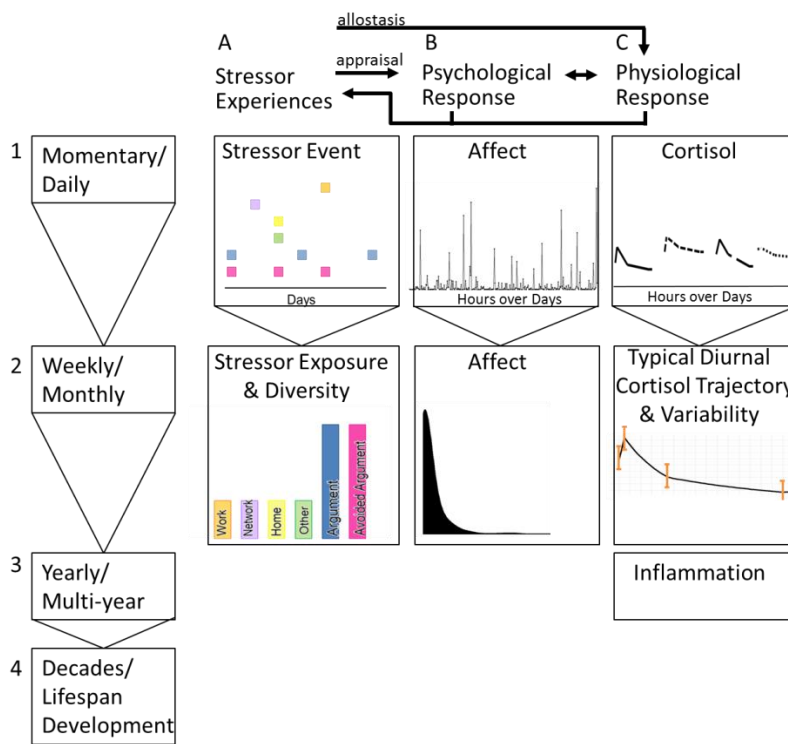 allostasis
A
B
C
appraisal
Stressor
Experiences
Psychological
Response
Physiological
Response
1
Momentary/
Daily
Stressor Event
Days
Affect
Hours over Days
Cortisol
Hours over Days
2
Weekly/
Monthly
Stressor Exposure
& Diversity
Work
Network
Home
Other
Argument
Avoided Argument
Affect
Typical Diurnal
Cortisol Trajectory
& Variability
3
Yearly/
Multi-year
Inflammation
4
Decades/
Lifespan
Development